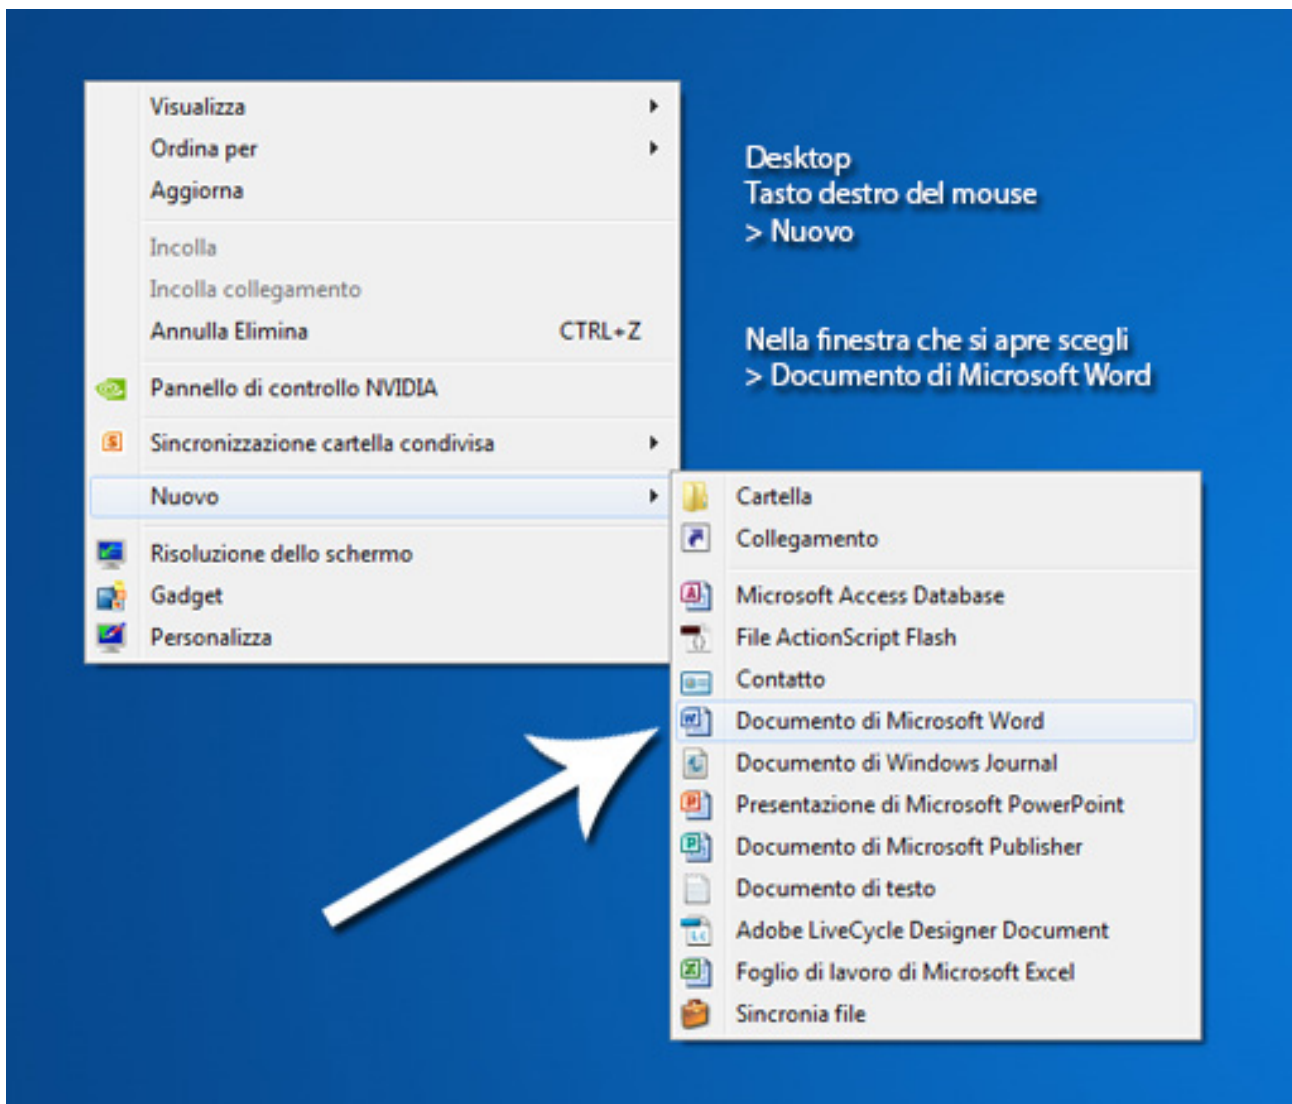 Visualizza
Ordina per
Aggiorna
Incolla
Incolla collegamento
Annulla Elimina CTRL+Z
Pannello di controllo NVIDIA
Sincronizzazione cartella condivisa
Nuovo
Risoluzione dello schermo
Gadget
Personalizza
Desktop
Tasto destro del mouse
> Nuovo
Nella finestra che si apre scegli
> Documento di Microsoft Word
Cartella
Collegamento
Microsoft Access Database
File ActionScript Flash
Contatto
Documento di Microsoft Word
Documento di Windows Journal
Presentazione di Microsoft PowerPoint
Documento di Microsoft Publisher
Documento di testo
Adobe LiveCycle Designer Document
Foglio di lavoro di Microsoft Excel
Sincronia file